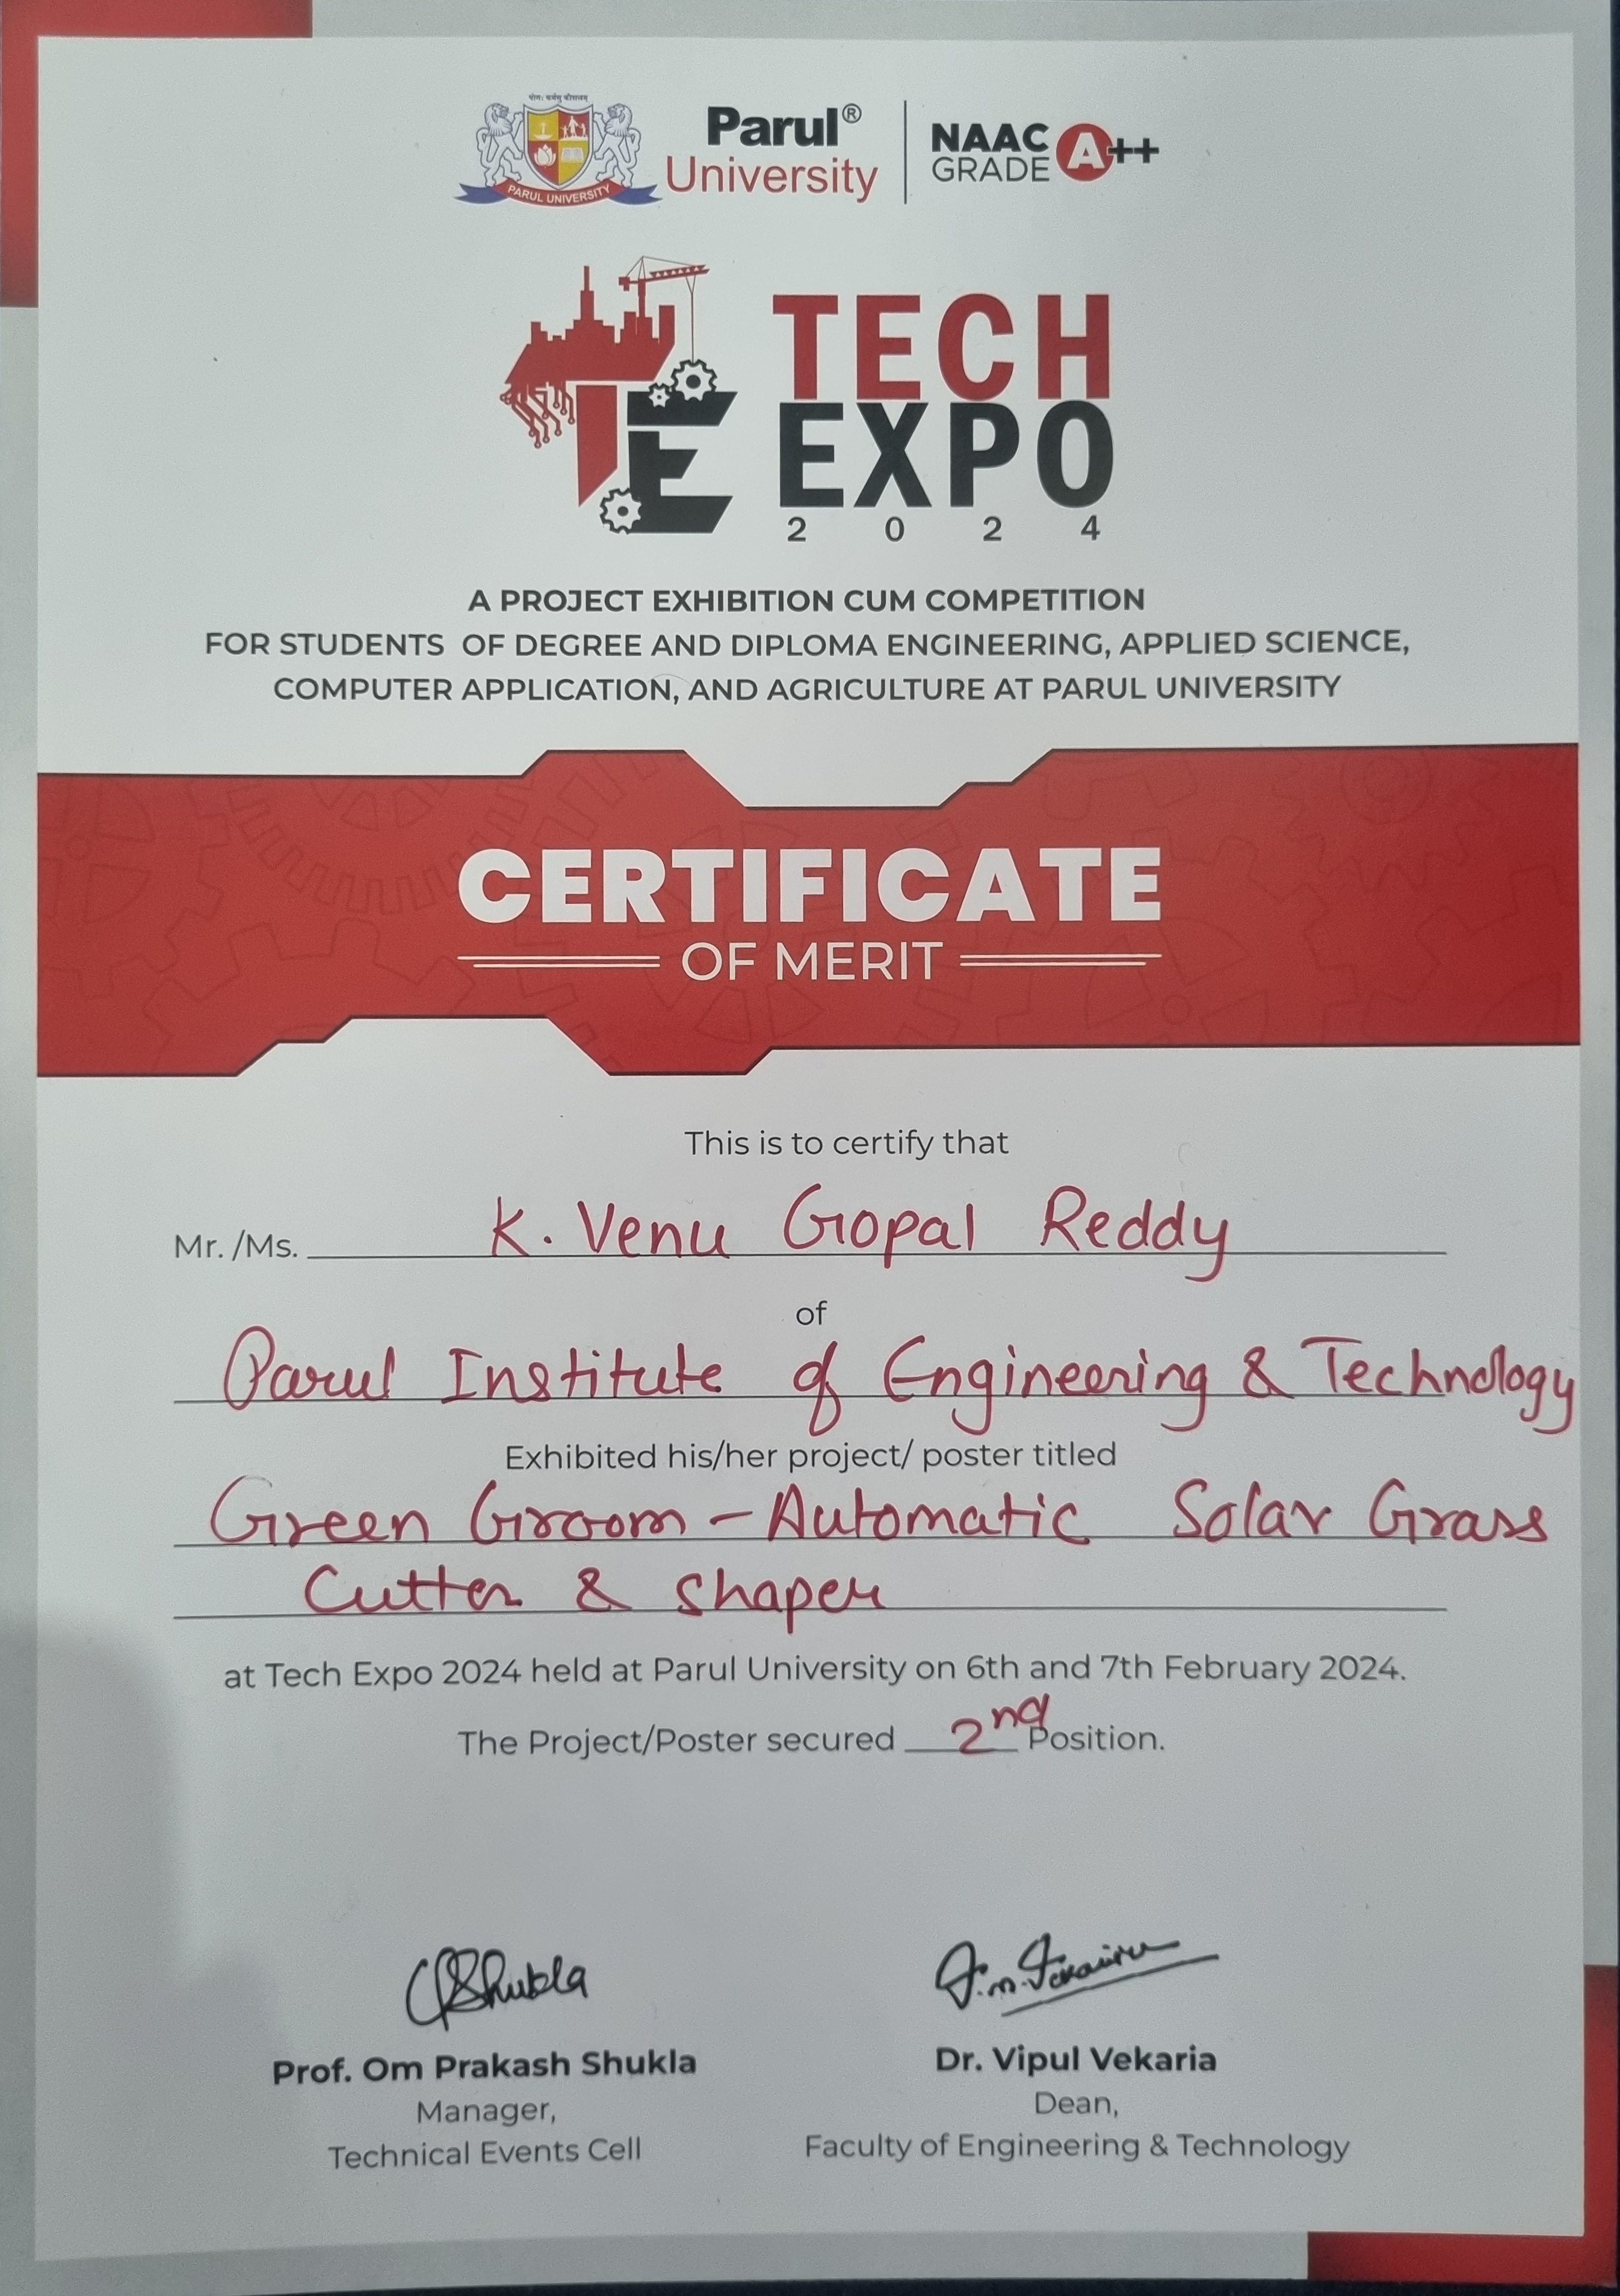 योगः कर्मसु कौशलम्
PARUL UNIVERSITY
Parul®
University
NAAC
GRADE A++
TE
TECH
EXPO
2024
A PROJECT EXHIBITION CUM COMPETITION
FOR STUDENTS OF DEGREE AND DIPLOMA ENGINEERING, APPLIED SCIENCE,
COMPUTER APPLICATION, AND AGRICULTURE AT PARUL UNIVERSITY
CERTIFICATE
OF MERIT
This is to certify that
Mr. /Ms. K. Venu Gopal Reddy
of
Parul Institute of Engineering & Technology
Exhibited his/her project/ poster titled
Green Groom - Automatic Solar Grass
Cutter & Shaper
at Tech Expo 2024 held at Parul University on 6th and 7th February 2024.
The Project/Poster secured 2nd Position.
Shukla
Prof. Om Prakash Shukla
Manager,
Technical Events Cell
Dr. Vipul Vekaria
Dean,
Faculty of Engineering & Technology